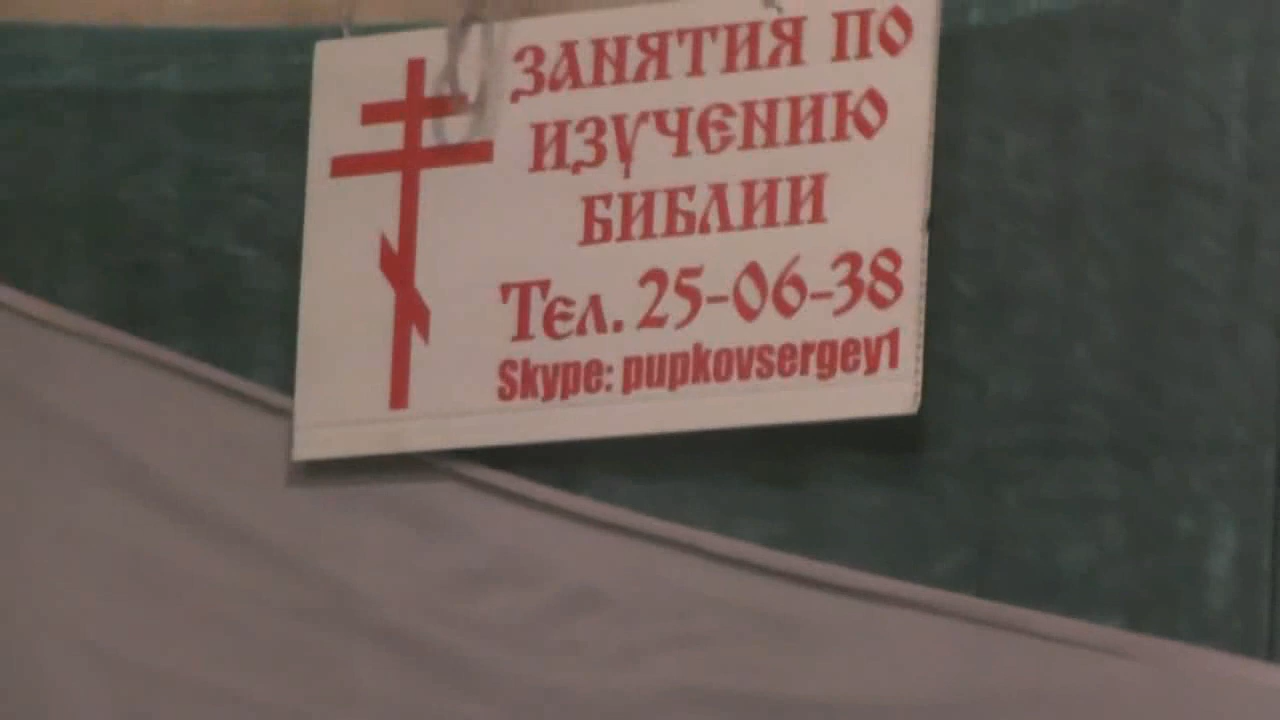 ЗАНЯТИЯ ПО
ИЗУЧЕНИЮ
БИБЛИИ
Тел. 25-06-38
Skype: pupkovsergey1